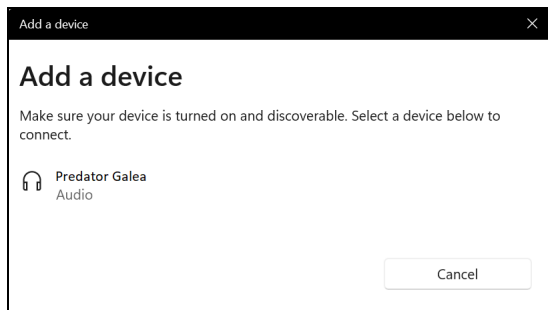 Add a device
Add a device
Make sure your device is turned on and discoverable. Select a device below to
connect.
Predator Galea
Audio
Cancel